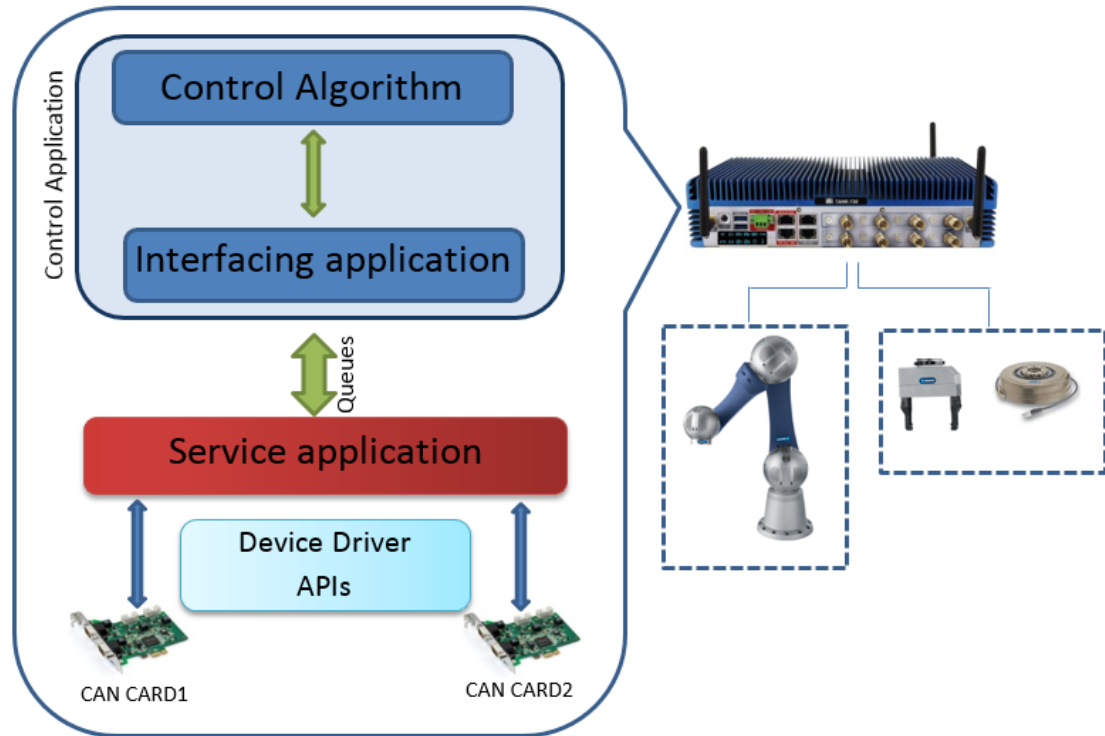 Control Application
Control Algorithm
Interfacing application
Queues
Service application
Device Driver
APIs
CAN CARD1
CAN CARD2